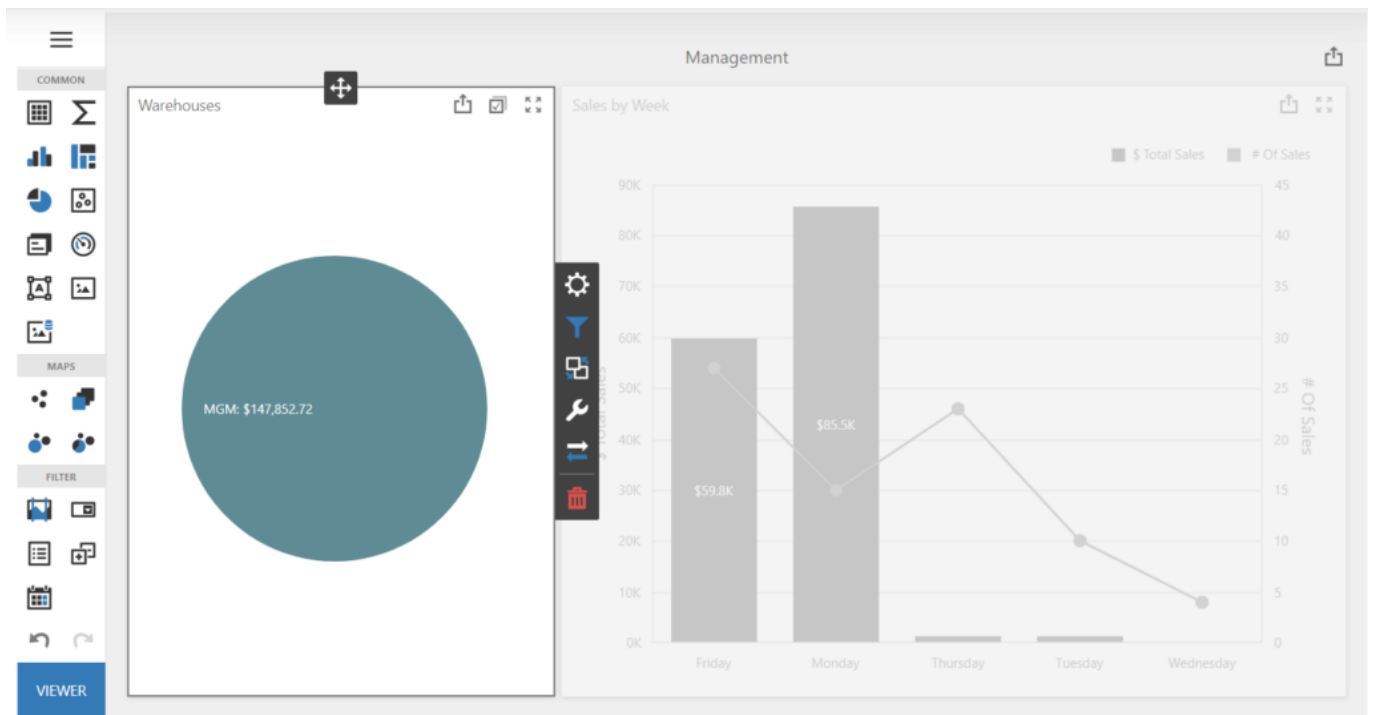 Management
COMMON
Warehouses
Sales by Week
$ Total Sales
# Of Sales
90K
80K
70K
60K
50K
40K
30K
20K
10K
0K
$ Total Sales
45
40
35
30
25
20
15
10
5
0
# Of Sales
MGM: $147,852.72
$59.8K
$85.5K
Friday
Monday
Thursday
Tuesday
Wednesday
MAPS
FILTER
VIEWER